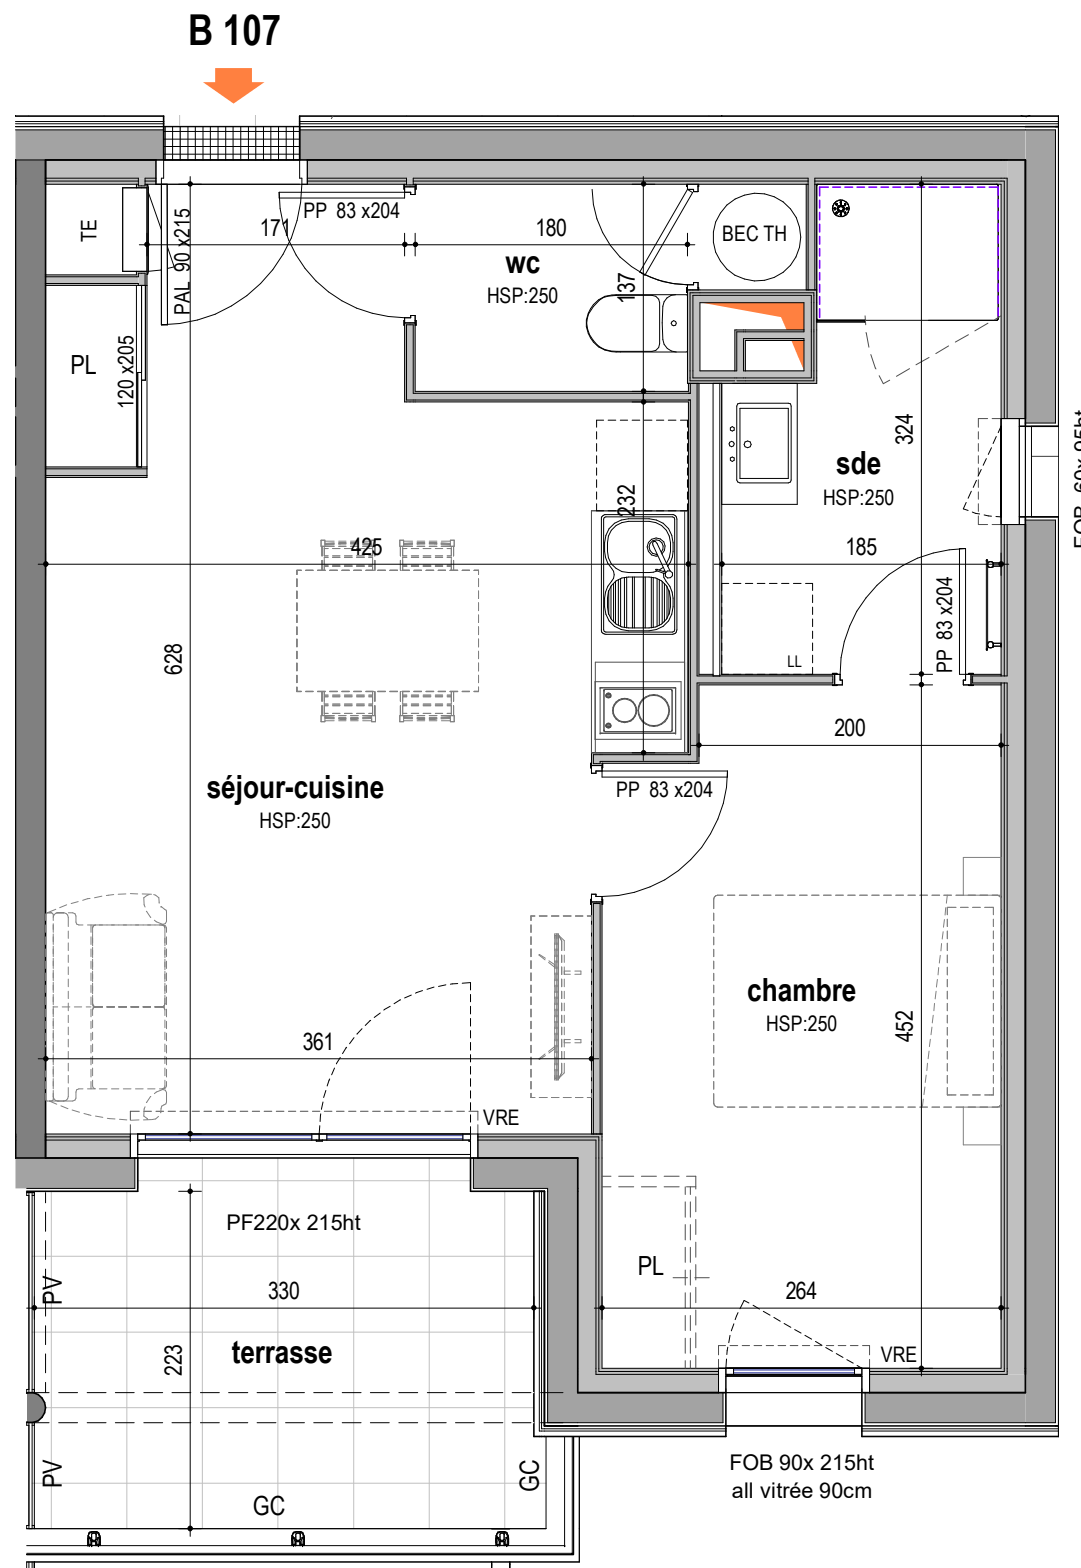 B 107
TE
PAL 90 x215
171
PP 83 x204
180
wc
HSP:250
137
BEC TH
PL
120 x205
232
324
sde
HSP:250
FOB 60x 95ht
425
185
628
LL
PP 83 x204
200
séjour-cuisine
HSP:250
PP 83 x204
chambre
HSP:250
452
361
VRE
PF220x 215ht
PV
330
PL
264
223
terrasse
VRE
PV
GC
GC
FOB 90x 215ht
all vitrée 90cm